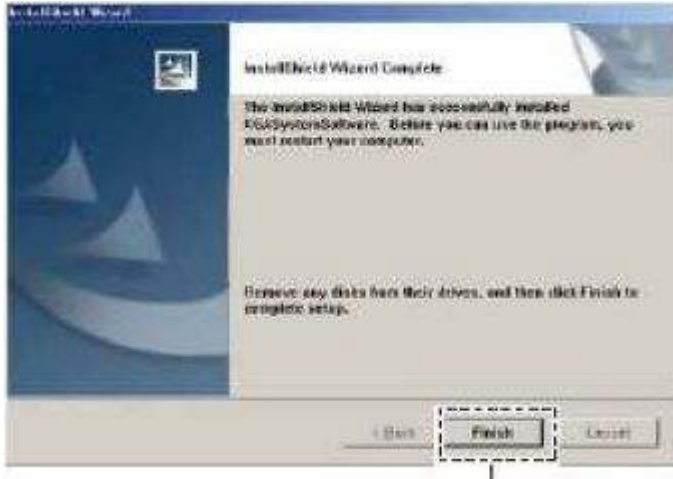 InstallShield Wizard
InstallShield Wizard Complete
The InstallShield Wizard has successfully installed
EGASystemSoftware. Before you can use the program, you
must restart your computer.
Remove any disks from their drives, and then click Finish to
complete setup.
< Back
Finish
Cancel